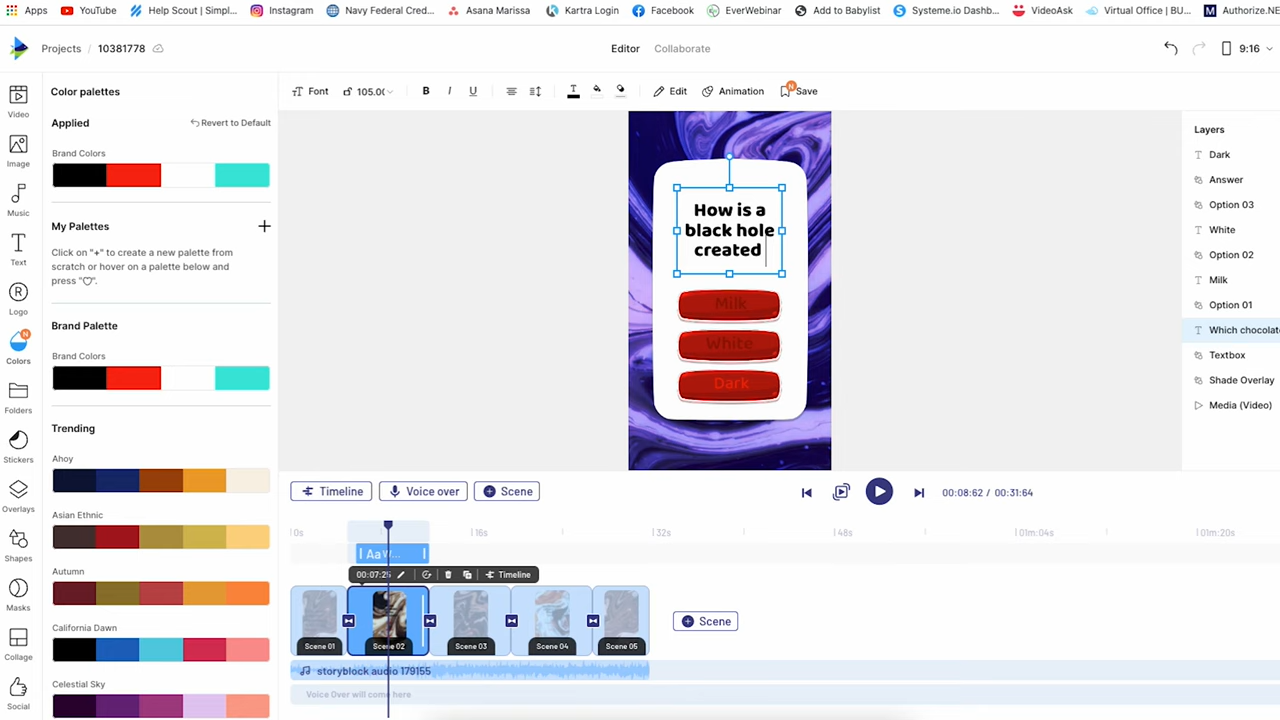 Apps YouTube Help Scout | Simpl... Instagram Navy Federal Cred... Asana Marissa Kartra Login Facebook EverWebinar Add to Babylist Systeme.io Dashb... VideoAsk Virtual Office | BU... Authorize.NE
Projects / 10381778 Editor Collaborate 9:16
Color palettes Font 105.00 B I U Edit Animation N Save
Applied Revert to Default
Brand Colors
My Palettes
Click on "+" to create a new palette from
scratch or hover on a palette below and
press "♡".
Brand Palette
Brand Colors
Trending
Ahoy
Asian Ethnic
Autumn
California Dawn
Celestial Sky
Video
Image
Music
Text
R
Logo
N
Colors
Folders
Stickers
Overlays
Shapes
Masks
Collage
Social
How is a
black hole
created
Milk
White
Dark
Layers
Dark
Answer
Option 03
White
Option 02
Milk
Option 01
Which chocolat
Textbox
Shade Overlay
Media (Video)
Timeline Voice over Scene 00:08:62 / 00:31:64
0s 16s 32s 48s 01m:04s 01m:20s
Aa W...
00:07:25 Timeline
Scene 01 Scene 02 Scene 03 Scene 04 Scene 05 Scene
storyblock audio 179155
Voice Over will come here